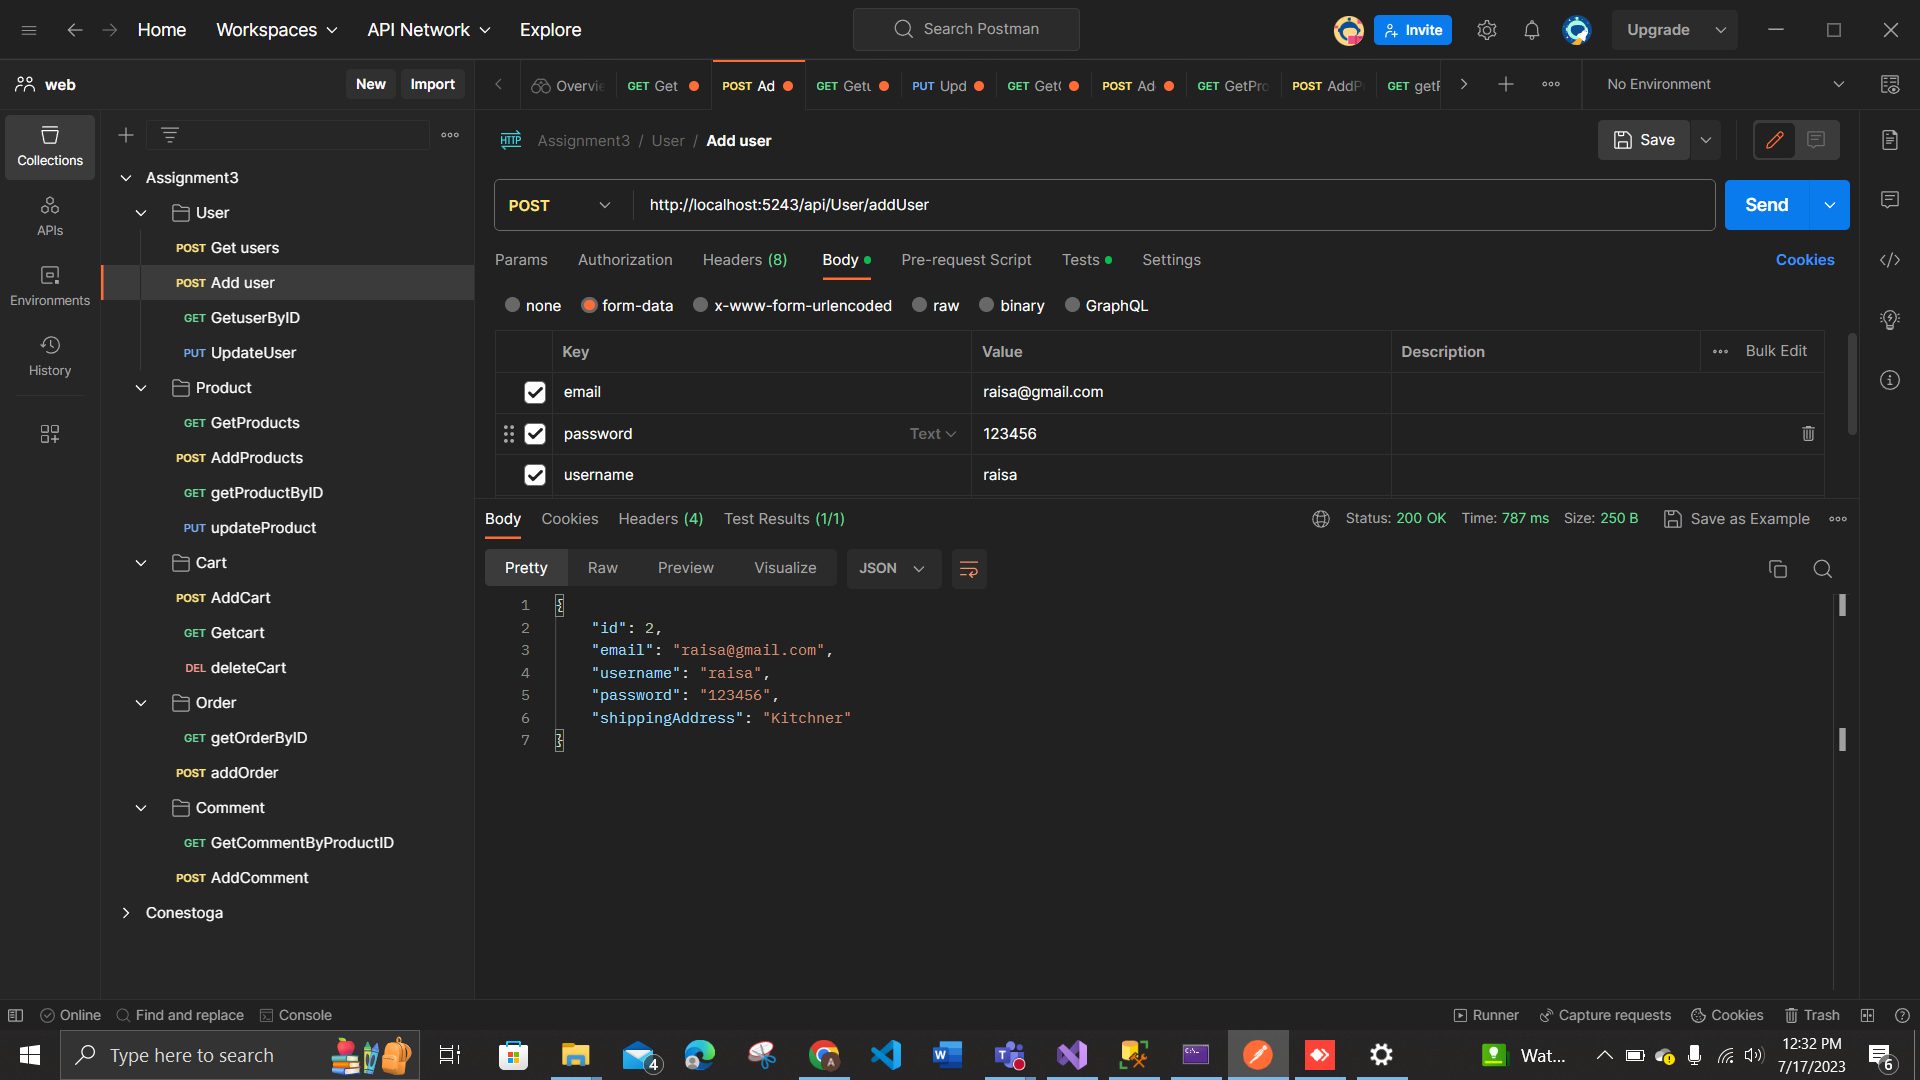 Home Workspaces API Network Explore
Search Postman
Invite Upgrade
web New Import
Overvie GET Get POST Ad GET Getu PUT Upd GET Get( POST Ad GET GetPro POST AddP GET getF
No Environment
Collections
APIs
Environments
History
Assignment3
User
POST Get users
POST Add user
GET GetuserByID
PUT UpdateUser
Product
GET GetProducts
POST AddProducts
GET getProductByID
PUT updateProduct
Cart
POST AddCart
GET Getcart
DEL deleteCart
Order
GET getOrderByID
POST addOrder
Comment
GET GetCommentByProductID
POST AddComment
Conestoga
HTTP Assignment3 / User / Add user
Save
POST http://localhost:5243/api/User/addUser
Send
Params Authorization Headers (8) Body Pre-request Script Tests Settings Cookies
none form-data x-www-form-urlencoded raw binary GraphQL
Key Value Description Bulk Edit
email raisa@gmail.com
password Text 123456
username raisa
Body Cookies Headers (4) Test Results (1/1)
Status: 200 OK Time: 787 ms Size: 250 B Save as Example
Pretty Raw Preview Visualize JSON
1 {
2 "id": 2,
3 "email": "raisa@gmail.com",
4 "username": "raisa",
5 "password": "123456",
6 "shippingAddress": "Kitchner"
7 }
Online Find and replace Console
Runner Capture requests Cookies Trash
Type here to search
4
Wat...
12:32 PM
7/17/2023
6